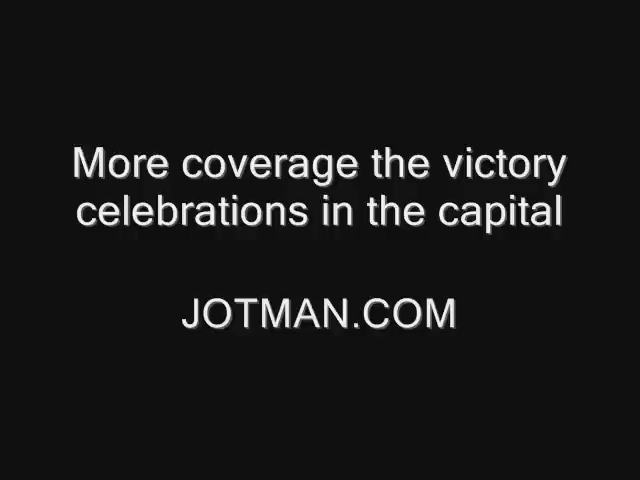 More coverage the victory
celebrations in the capital
JOTMAN.COM